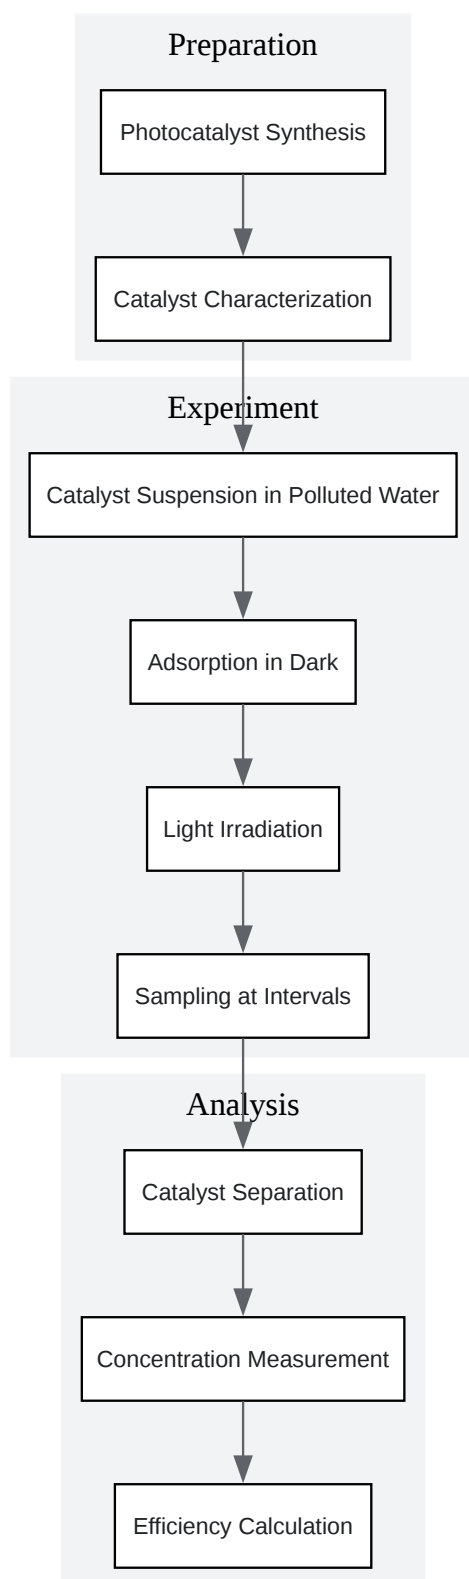 Preparation
Photocatalyst Synthesis
Catalyst Characterization
Experiment
Catalyst Suspension in Polluted Water
Adsorption in Dark
Light Irradiation
Sampling at Intervals
Analysis
Catalyst Separation
Concentration Measurement
Efficiency Calculation